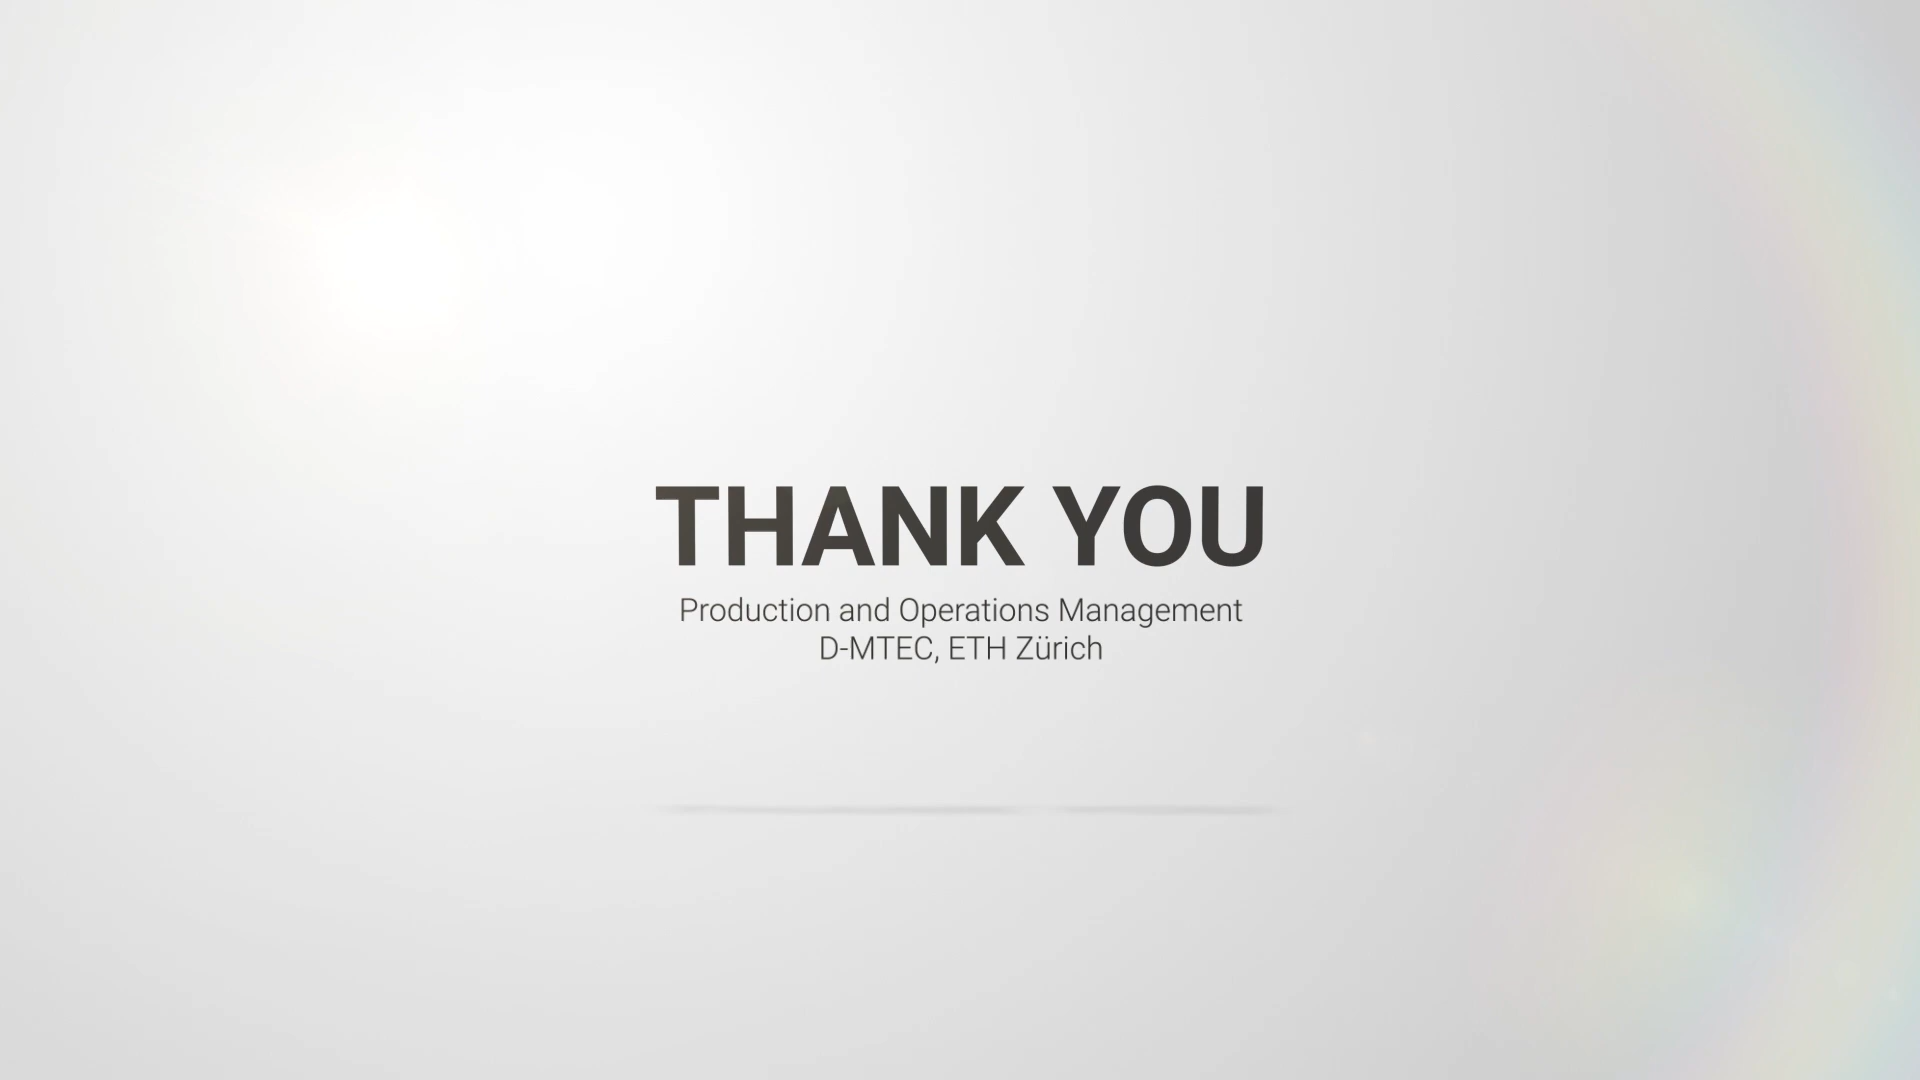 THANK YOU
Production and Operations Management
D-MTEC, ETH Zürich